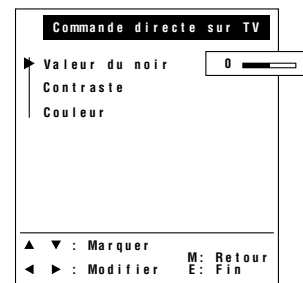 Commande directe sur TV
▶ Valeur du noir 0
Contraste
Couleur
▲ ▼ : Marquer
M: Retour
◀ ▶ : Modifier E: Fin